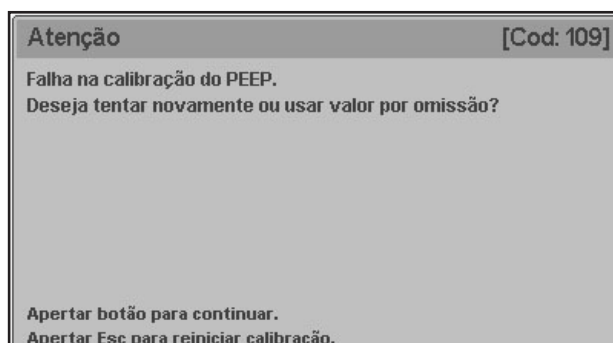 Atenção [Cod: 109]
Falha na calibração do PEEP.
Deseja tentar novamente ou usar valor por omissão?
Apertar botão para continuar.
Apertar Esc para reiniciar calibração.